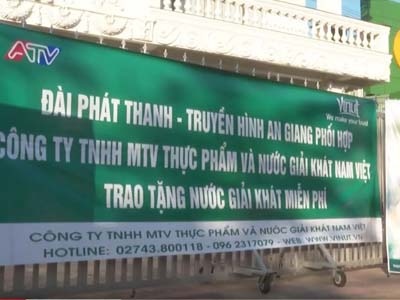 ATV
Vinut
We make your food
ĐÀI PHÁT THANH - TRUYỀN HÌNH AN GIANG PHỐI HỢP
CÔNG TY TNHH MTV THỰC PHẨM VÀ NƯỚC GIẢI KHÁT NAM VIỆT
TRAO TẶNG NƯỚC GIẢI KHÁT MIỄN PHÍ
CÔNG TY TNHH MTV THỰC PHẨM VÀ NƯỚC GIẢI KHÁT NAM VIỆT
HOTLINE: 02743.800118 - 096 2317079 - WEB: WWW.VINUT.VN